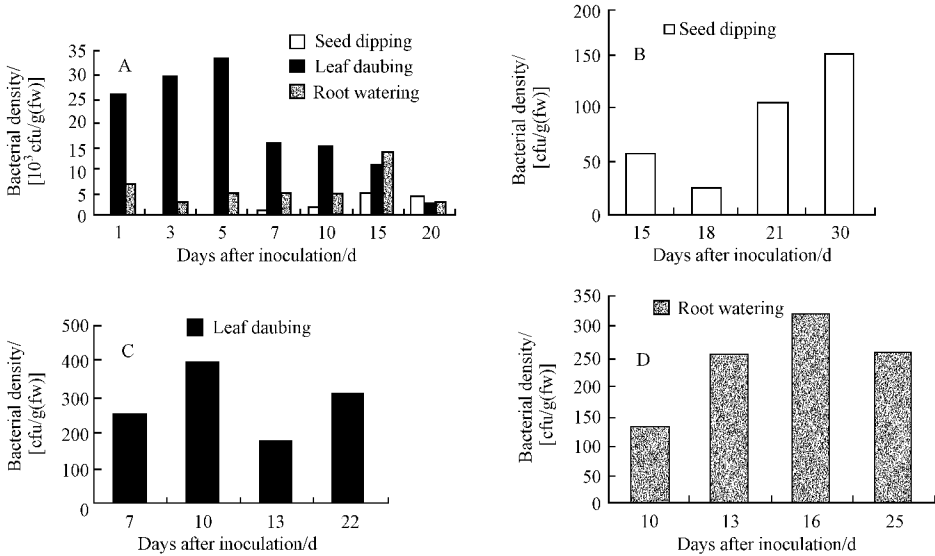 A
Seed dipping
Leaf daubing
Root watering
Bacterial density/
[10³ cfu/g(fw)]
35
30
25
20
15
10
5
0
1 3 5 7 10 15 20
Days after inoculation/d
B
Seed dipping
Bacterial density/
[cfu/g(fw)]
200
150
100
50
0
15 18 21 30
Days after inoculation/d
C
Leaf daubing
Bacterial density/
[cfu/g(fw)]
500
400
300
200
100
0
7 10 13 22
Days after inoculation/d
D
Root watering
Bacterial density/
[cfu/g(fw)]
350
300
250
300
150
100
50
0
10 13 16 25
Days after inoculation/d